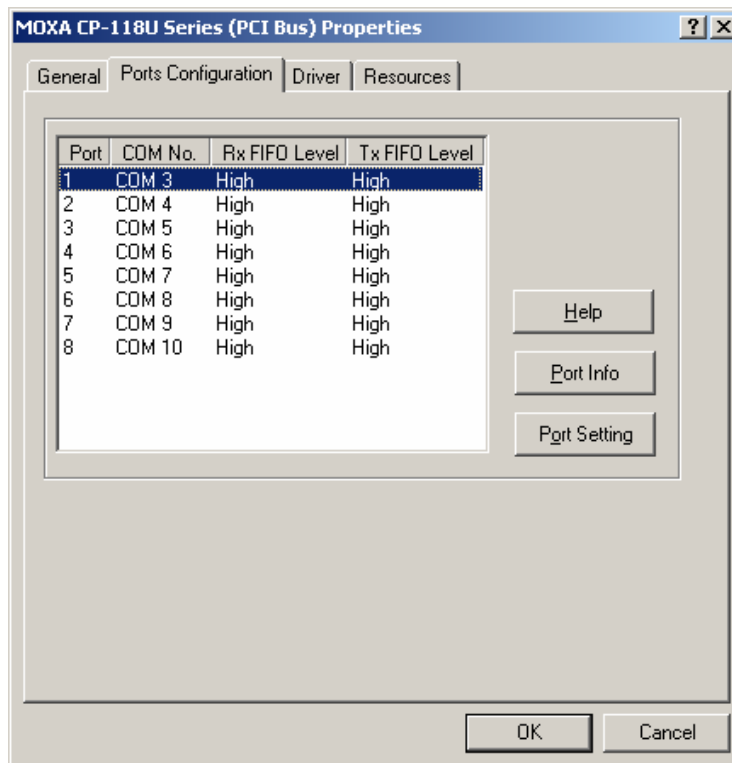 MOXA CP-118U Series (PCI Bus) Properties ? X
General Ports Configuration Driver Resources
Port COM No. Rx FIFO Level Tx FIFO Level
1 COM 3 High High
2 COM 4 High High
3 COM 5 High High
4 COM 6 High High
5 COM 7 High High
6 COM 8 High High
7 COM 9 High High
8 COM 10 High High
Help
Port Info
Port Setting
OK Cancel